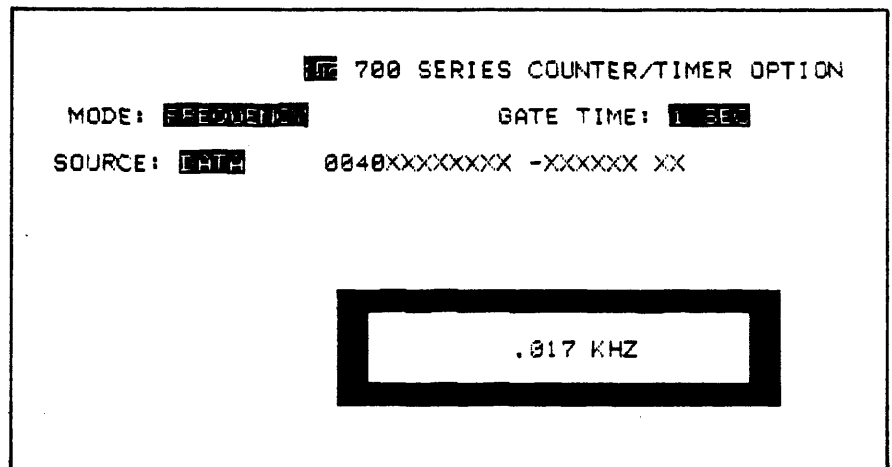 700 SERIES COUNTER/TIMER OPTION
MODE: FREQUENCY GATE TIME: 1 SEC
SOURCE: DATA 0040XXXXXXXX -XXXXXX XX
.017 KHZ